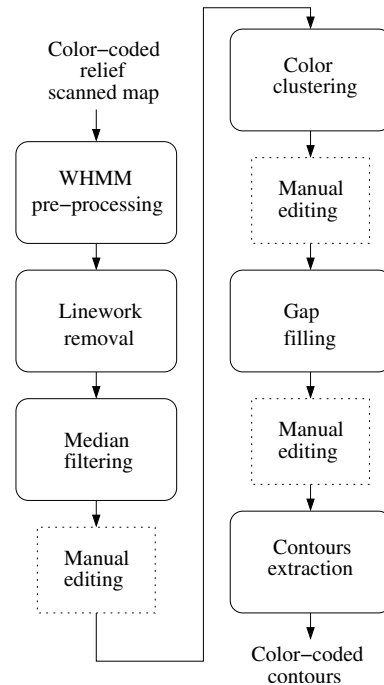 Color−coded
relief
scanned map
WHMM
pre−processing
Linework
removal
Median
filtering
Manual
editing
Color
clustering
Manual
editing
Gap
filling
Manual
editing
Contours
extraction
Color−coded
contours